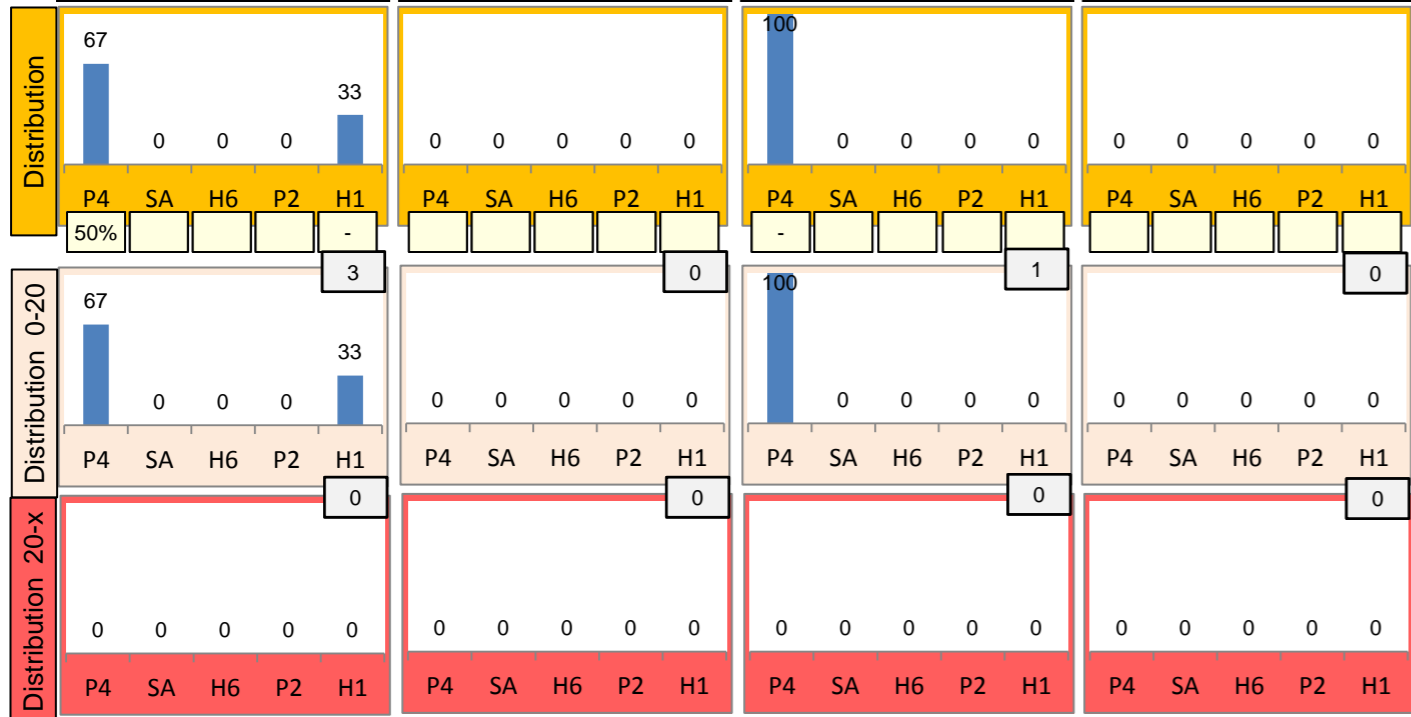 Distribution
67
33
0 0 0
P4 SA H6 P2 H1
50% -
0 0 0 0 0
P4 SA H6 P2 H1
100
0 0 0 0
P4 SA H6 P2 H1
-
0 0 0 0 0
P4 SA H6 P2 H1
Distribution 0-20
3
67
33
0 0 0
P4 SA H6 P2 H1
0
0 0 0 0 0
P4 SA H6 P2 H1
1
100
0 0 0 0
P4 SA H6 P2 H1
0
0 0 0 0 0
P4 SA H6 P2 H1
Distribution 20-x
0
0 0 0 0 0
P4 SA H6 P2 H1
0
0 0 0 0 0
P4 SA H6 P2 H1
0
0 0 0 0 0
P4 SA H6 P2 H1
0
0 0 0 0 0
P4 SA H6 P2 H1